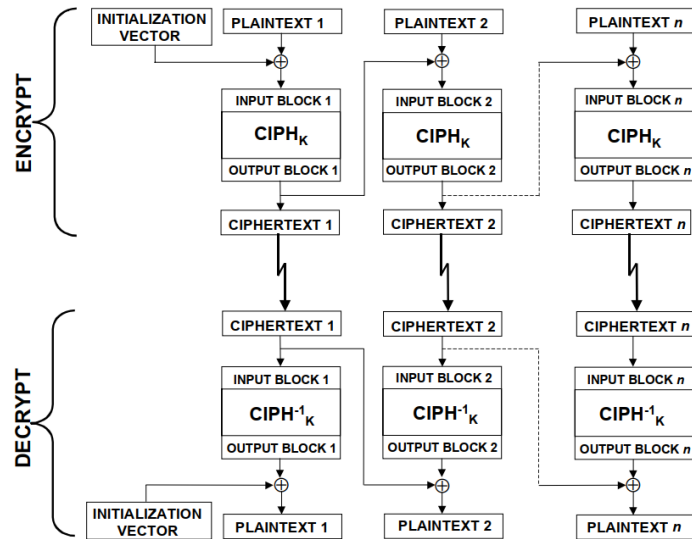 ENCRYPT
INITIALIZATION
VECTOR
PLAINTEXT 1
PLAINTEXT 2
PLAINTEXT n
INPUT BLOCK 1
INPUT BLOCK 2
INPUT BLOCK n
CIPHK
CIPHK
CIPHK
OUTPUT BLOCK 1
OUTPUT BLOCK 2
OUTPUT BLOCK n
CIPHERTEXT 1
CIPHERTEXT 2
CIPHERTEXT n
DECRYPT
CIPHERTEXT 1
CIPHERTEXT 2
CIPHERTEXT n
INPUT BLOCK 1
INPUT BLOCK 2
INPUT BLOCK n
CIPH-1K
CIPH-1K
CIPH-1K
OUTPUT BLOCK 1
OUTPUT BLOCK 2
OUTPUT BLOCK n
INITIALIZATION
VECTOR
PLAINTEXT 1
PLAINTEXT 2
PLAINTEXT n